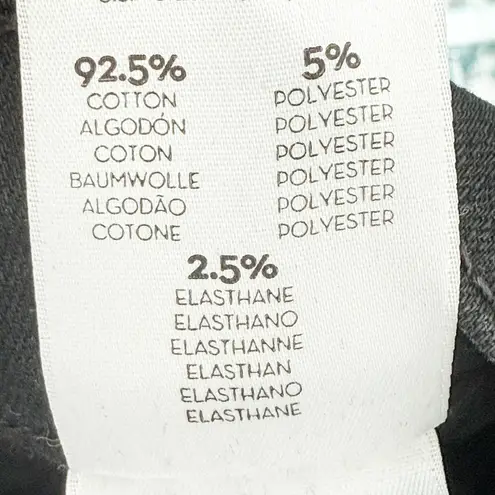 92.5% 5%
COTTON POLYESTER
ALGODÓN POLYESTER
COTON POLYESTER
BAUMWOLLE POLYESTER
ALGODÃO POLYESTER
COTONE POLYESTER
2.5%
ELASTHANE
ELASTHANO
ELASTHANNE
ELASTHAN
ELASTHANO
ELASTHANE